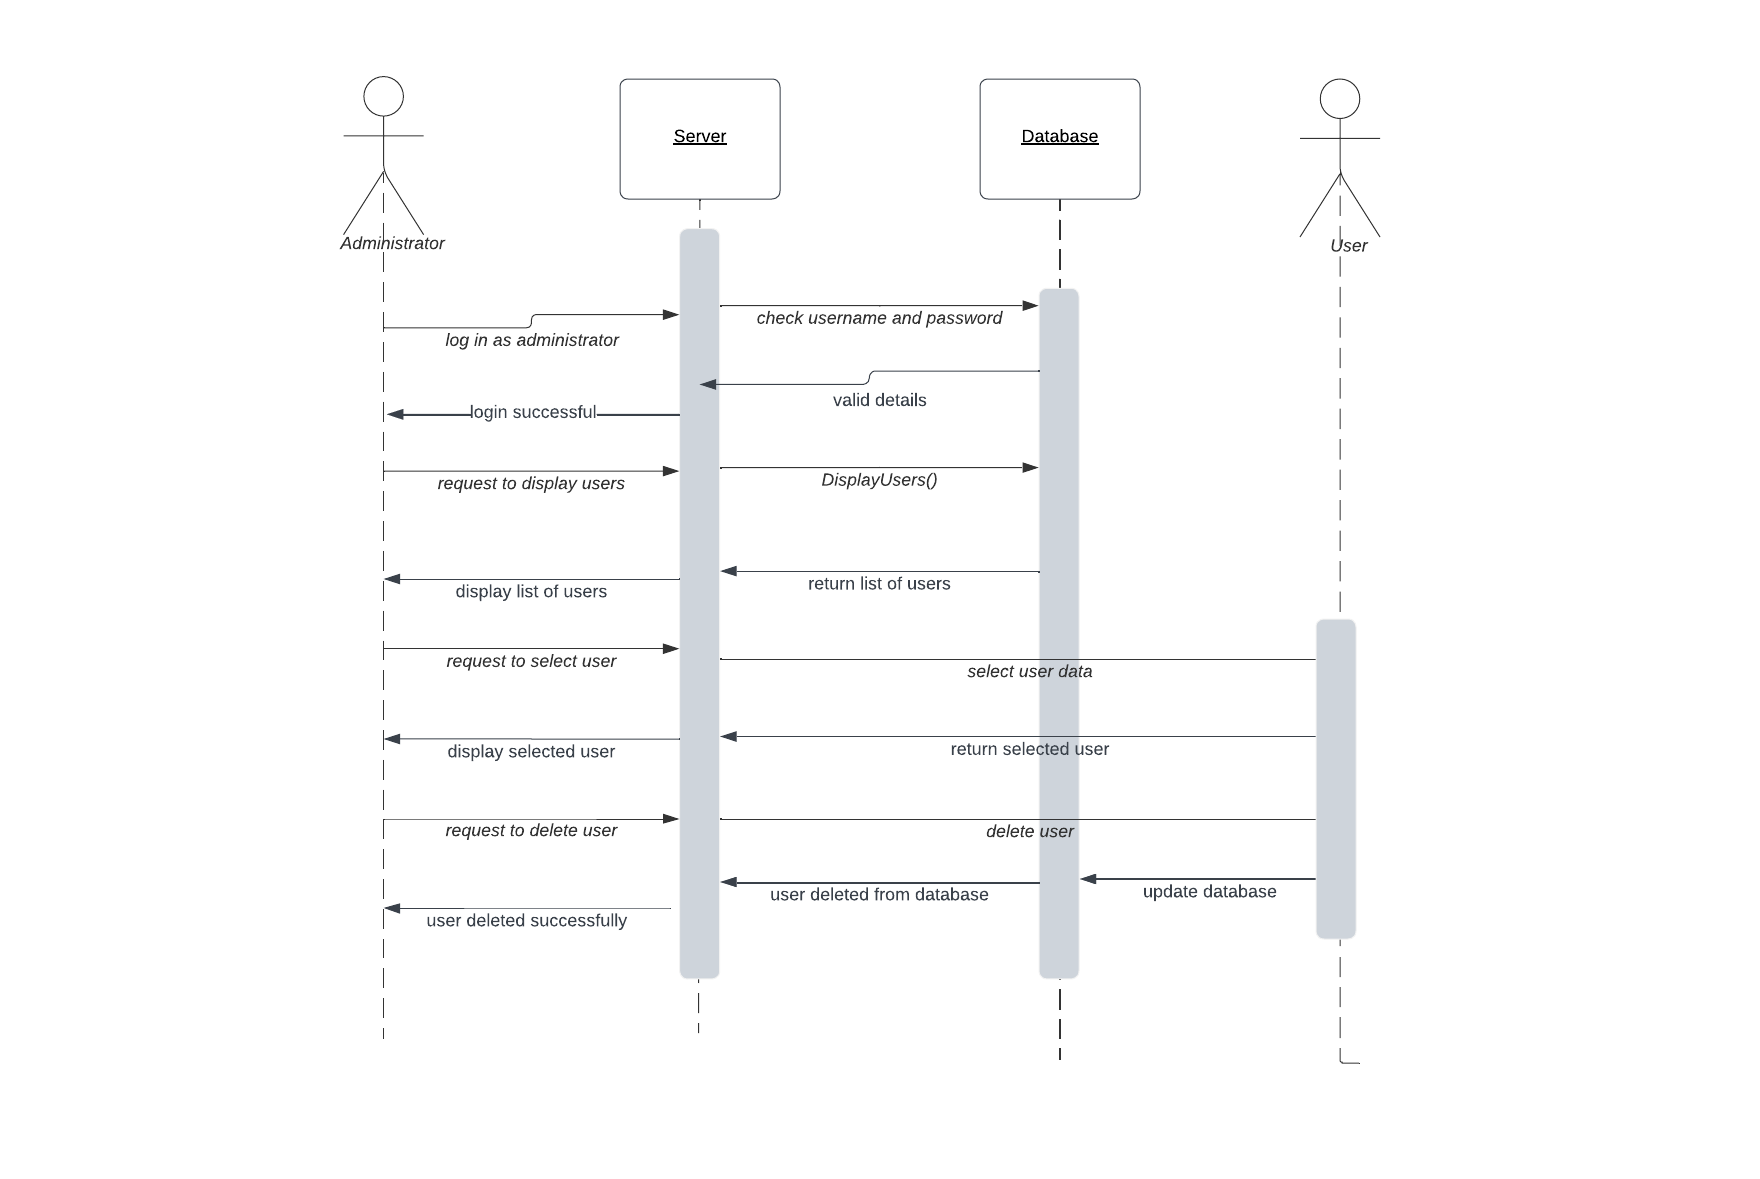 Server
Database
Administrator
User
check username and password
log in as administrator
valid details
login successful
request to display users
DisplayUsers()
display list of users
return list of users
request to select user
select user data
display selected user
return selected user
request to delete user
delete user
user deleted from database
update database
user deleted successfully